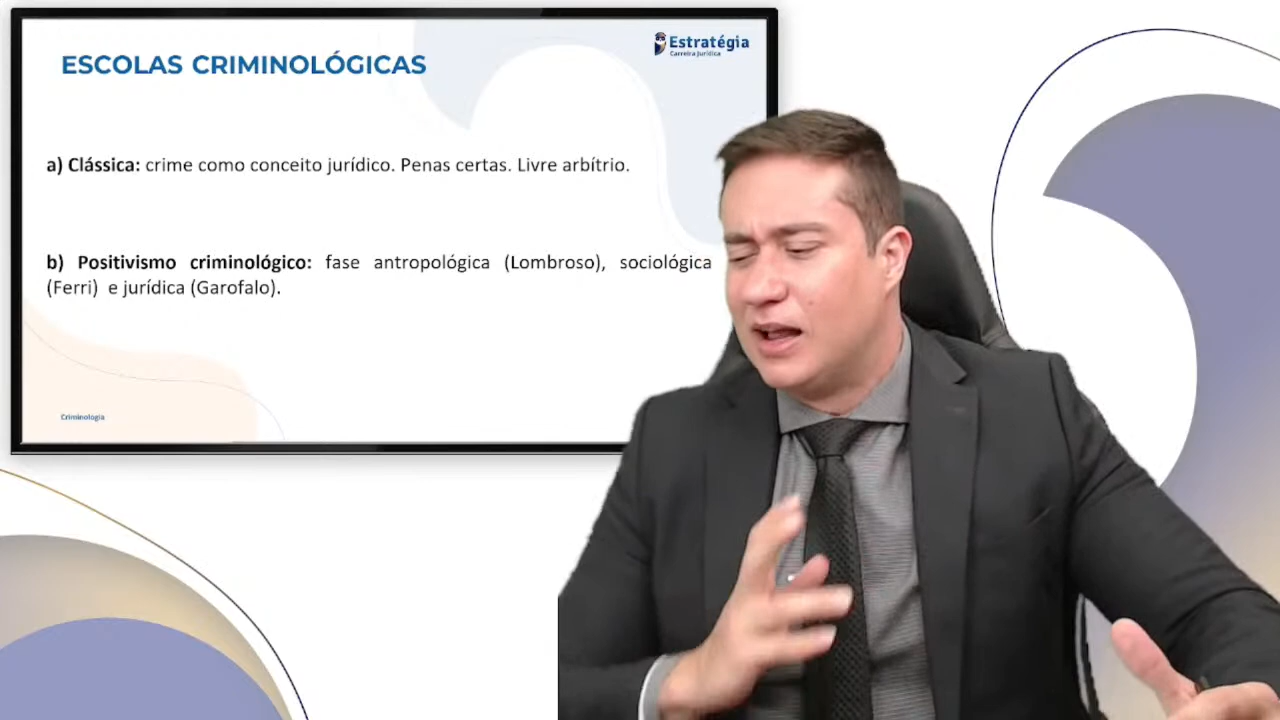 Estratégia
Carreira Jurídica
ESCOLAS CRIMINOLÓGICAS
a) Clássica: crime como conceito jurídico. Penas certas. Livre arbítrio.
b) Positivismo criminológico: fase antropológica (Lombroso), sociológica
(Ferri) e jurídica (Garofalo).
Criminologia